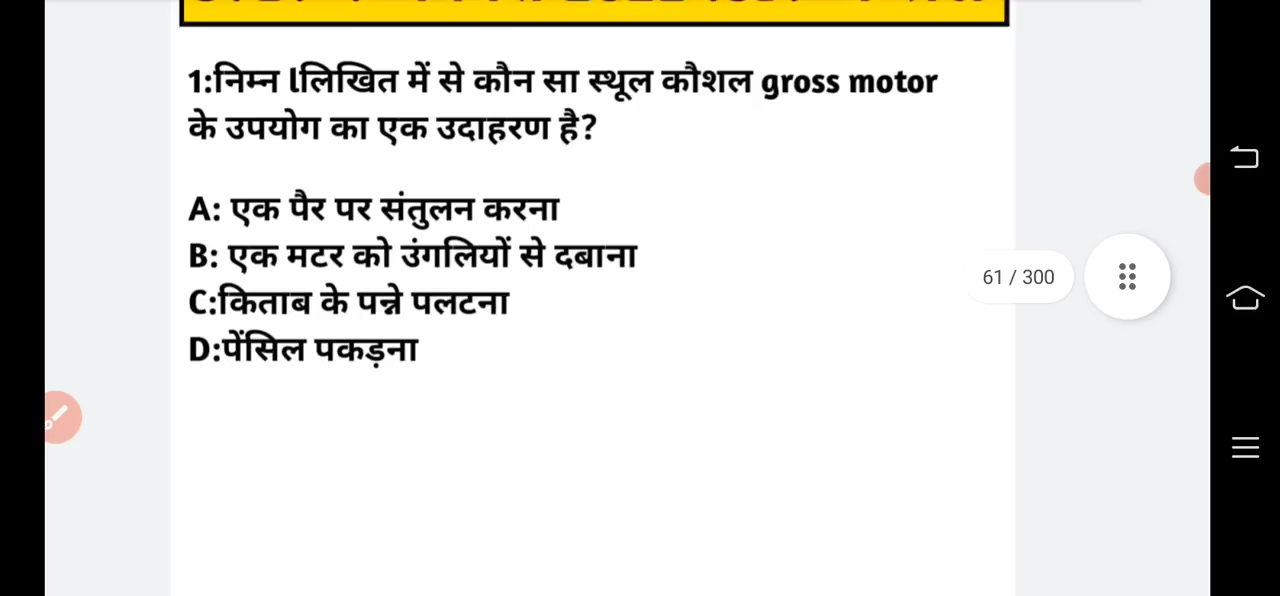 1:निम्न lलिखित में से कौन सा स्थूल कौशल gross motor
के उपयोग का एक उदाहरण है?
A: एक पैर पर संतुलन करना
B: एक मटर को उंगलियों से दबाना
C:किताब के पन्ने पलटना
D:पेंसिल पकड़ना
61 / 300